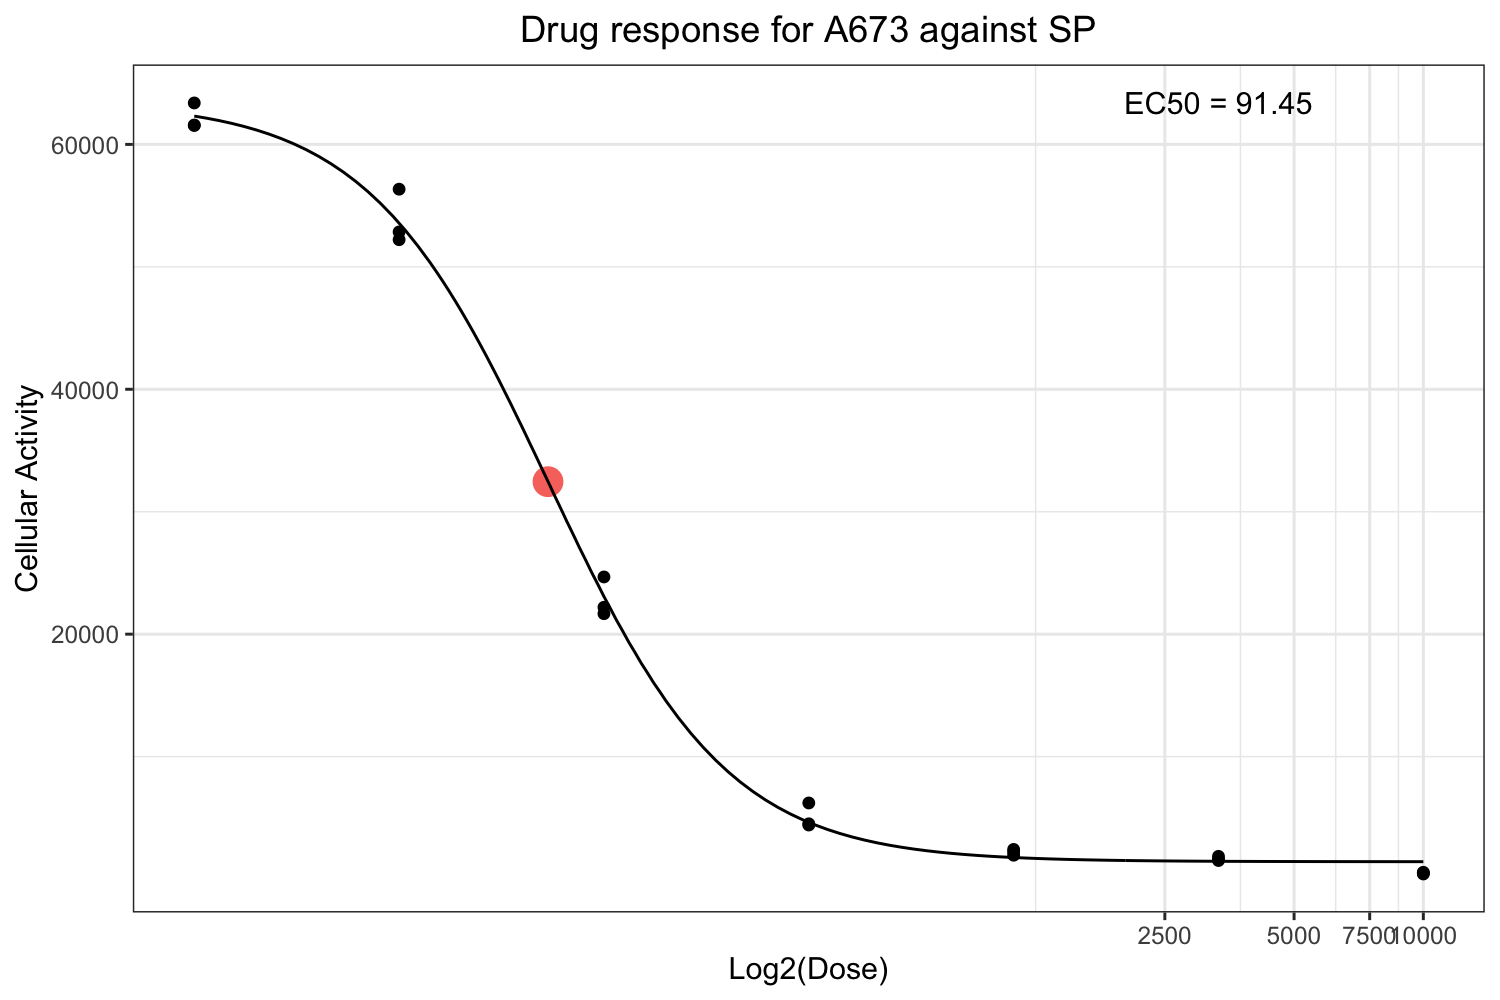 Drug response for A673 against SP
EC50 = 91.45
60000
40000
20000
Cellular Activity
2500 5000 7500 10000
Log2(Dose)